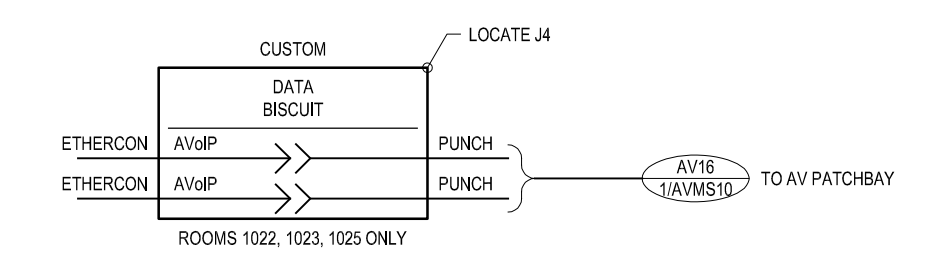 LOCATE J4
CUSTOM
DATA
BISCUIT
ETHERCON AVoIP PUNCH
ETHERCON AVoIP PUNCH
AV16
1/AVMS10
TO AV PATCHBAY
ROOMS 1022, 1023, 1025 ONLY